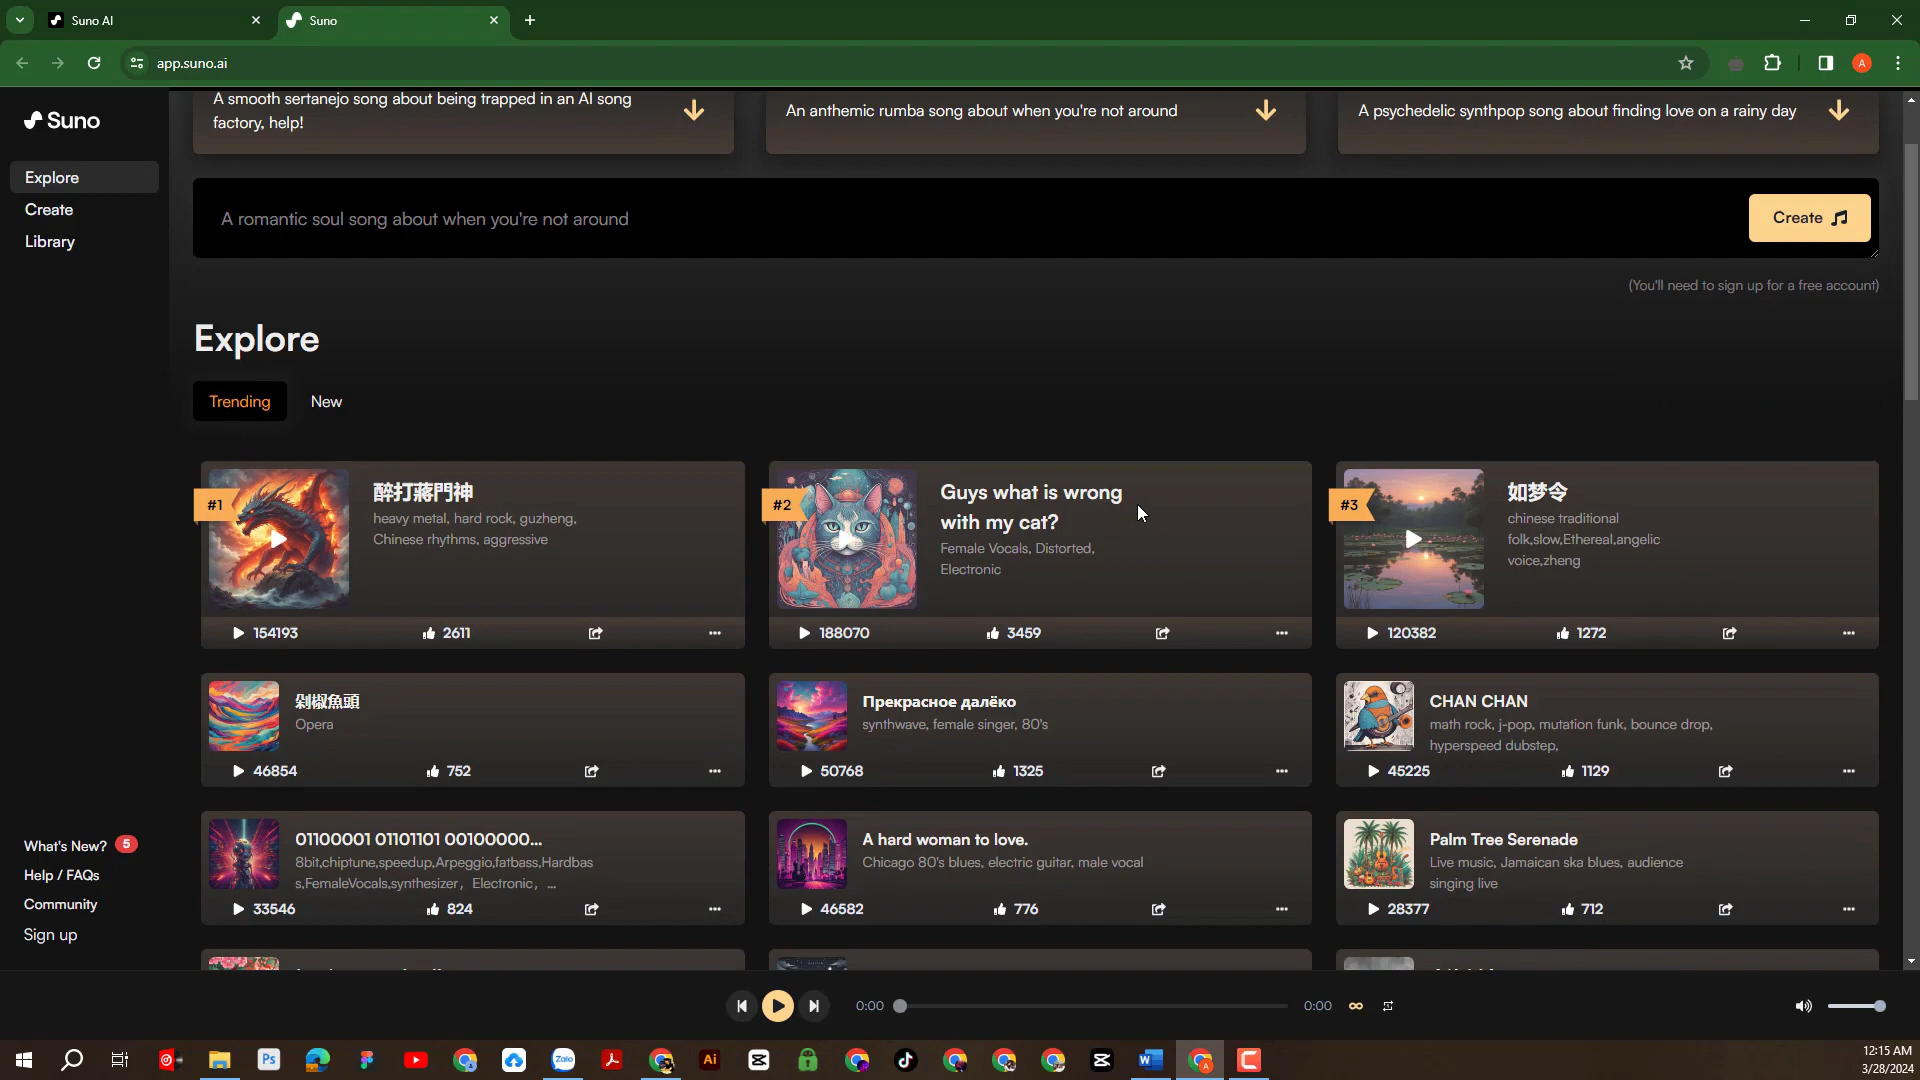 Suno AI
Suno
app.suno.ai
A
Suno
Explore
Create
Library
What's New? 5
Help / FAQs
Community
Sign up
A smooth sertanejo song about being trapped in an AI song
factory, help!
An anthemic rumba song about when you're not around
A psychedelic synthpop song about finding love on a rainy day
A romantic soul song about when you're not around
Create
(You'll need to sign up for a free account)
Explore
Trending
New
#1
醉打蔣門神
heavy metal, hard rock, guzheng,
Chinese rhythms, aggressive
154193
2611
#2
Guys what is wrong
with my cat?
Female Vocals, Distorted,
Electronic
188070
3459
#3
如梦令
chinese traditional
folk,slow,Ethereal,angelic
voice,zheng
120382
1272
剁椒魚頭
Opera
46854
752
Прекрасное далёко
synthwave, female singer, 80's
50768
1325
CHAN CHAN
math rock, j-pop, mutation funk, bounce drop,
hyperspeed dubstep,
45225
1129
01100001 01101101 00100000...
8bit,chiptune,speedup,Arpeggio,fatbass,Hardbas
s,FemaleVocals,synthesizer，Electronic，...
33546
824
A hard woman to love.
Chicago 80's blues, electric guitar, male vocal
46582
776
Palm Tree Serenade
Live music, Jamaican ska blues, audience
singing live
28377
712
0:00
0:00
Ps
Zalo
Ai
W
A
12:15 AM
3/28/2024